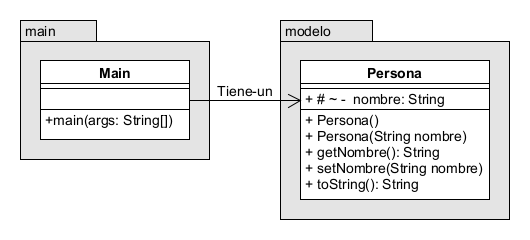 main
Main
+main(args: String[])
Tiene-un
modelo
Persona
+ # ~ -  nombre: String
+ Persona()
+ Persona(String nombre)
+ getNombre(): String
+ setNombre(String nombre)
+ toString(): String